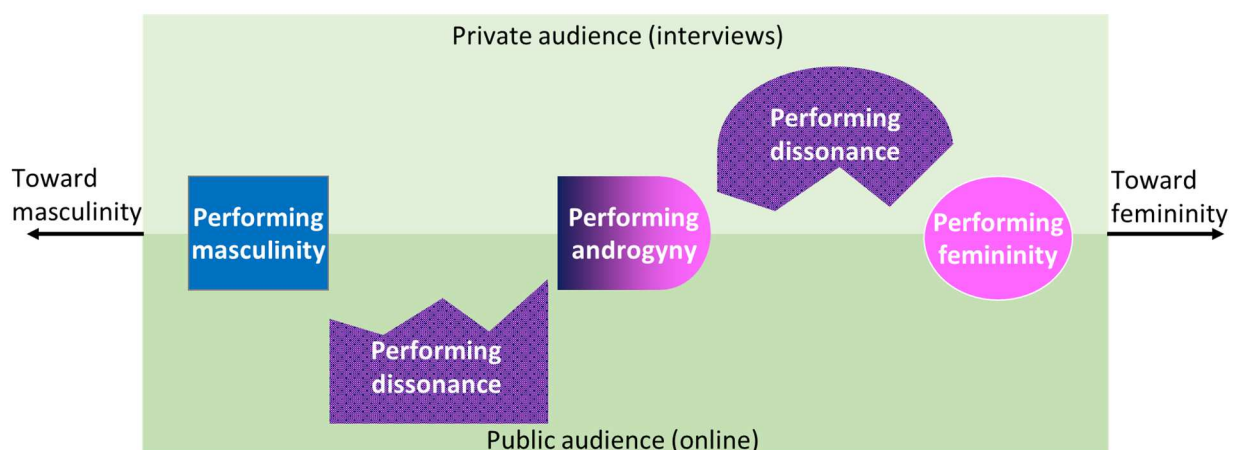 Private audience (interviews)
Performing
dissonance
Toward
masculinity
Performing
masculinity
Performing
androgyny
Performing
femininity
Toward
femininity
Performing
dissonance
Public audience (online)